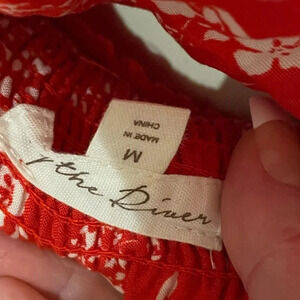 M
MADE IN
CHINA
y the River